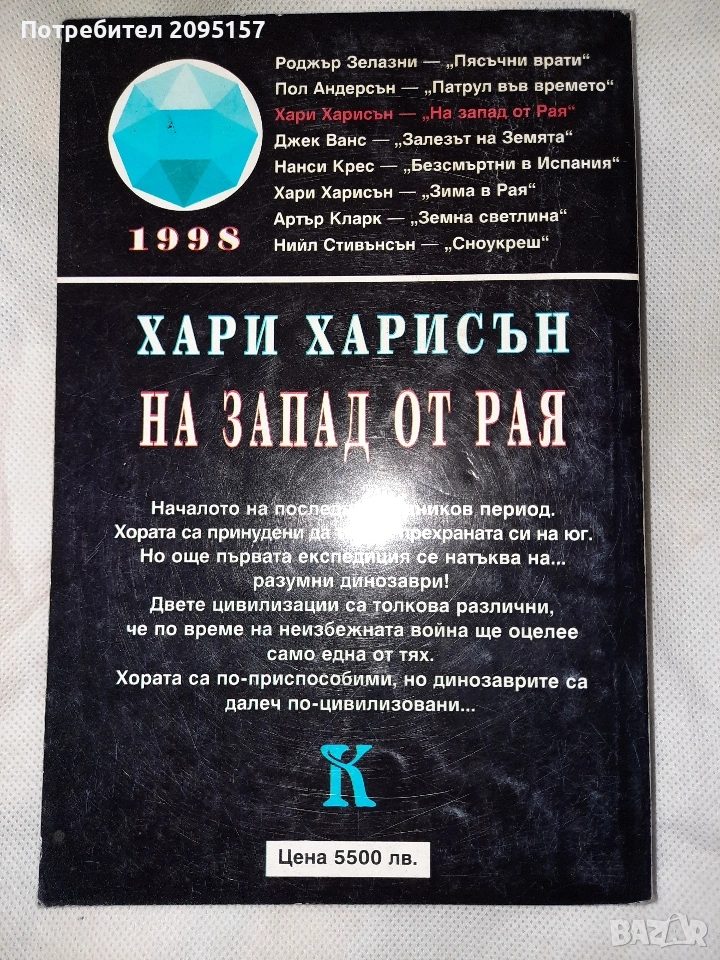 Потребител 2095157
Роджър Зелазни — „Пясъчни врати“
Пол Андерсън — „Патрул във времето“
Хари Харисън — „На запад от Рая“
Джек Ванс — „Залезът на Земята“
Нанси Крес — „Безсмъртни в Испания“
Хари Харисън — „Зима в Рая“
Артър Кларк — „Земна светлина“
Нийл Стивънсън — „Сноукреш“
1998
ХАРИ ХАРИСЪН
НА ЗАПАД ОТ РАЯ
Началото на период.
Хората са принудени да прехраната си на юг.
Но още първата експедиция се натъква на...
разумни динозаври!
Двете цивилизации са толкова различни,
че по време на неизбежната война ще оцелее
само една от тях.
Хората са по-приспособими, но динозаврите са
далеч по-цивилизовани...
К
Цена 5500 лв.
BAZAR